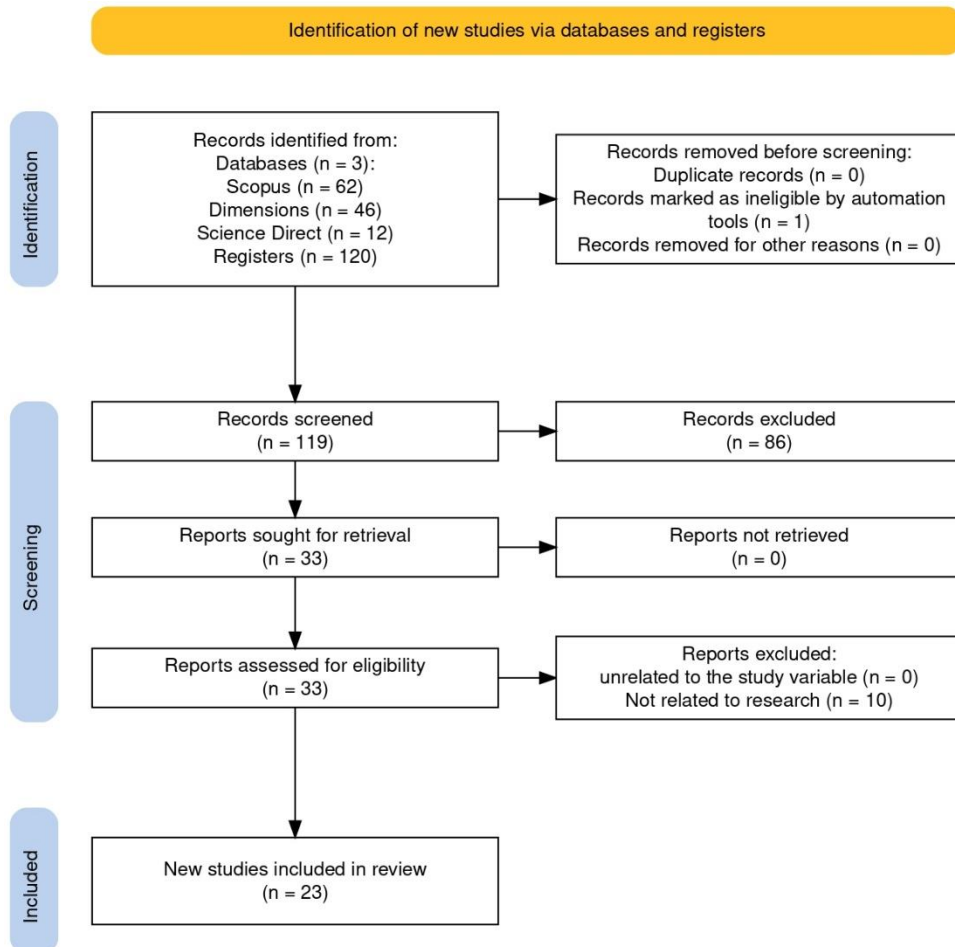 Identification of new studies via databases and registers
Identification
Records identified from:
Databases (n = 3):
Scopus (n = 62)
Dimensions (n = 46)
Science Direct (n = 12)
Registers (n = 120)
Records removed before screening:
Duplicate records (n = 0)
Records marked as ineligible by automation
tools (n = 1)
Records removed for other reasons (n = 0)
Screening
Records screened
(n = 119)
Records excluded
(n = 86)
Reports sought for retrieval
(n = 33)
Reports not retrieved
(n = 0)
Reports assessed for eligibility
(n = 33)
Reports excluded:
unrelated to the study variable (n = 0)
Not related to research (n = 10)
Included
New studies included in review
(n = 23)